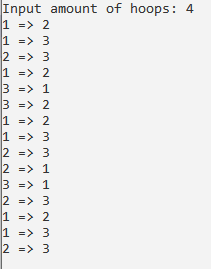 Input amount of hoops: 4
1 => 2
1 => 3
2 => 3
1 => 2
3 => 1
3 => 2
1 => 2
1 => 3
2 => 3
2 => 1
3 => 1
2 => 3
1 => 2
1 => 3
2 => 3